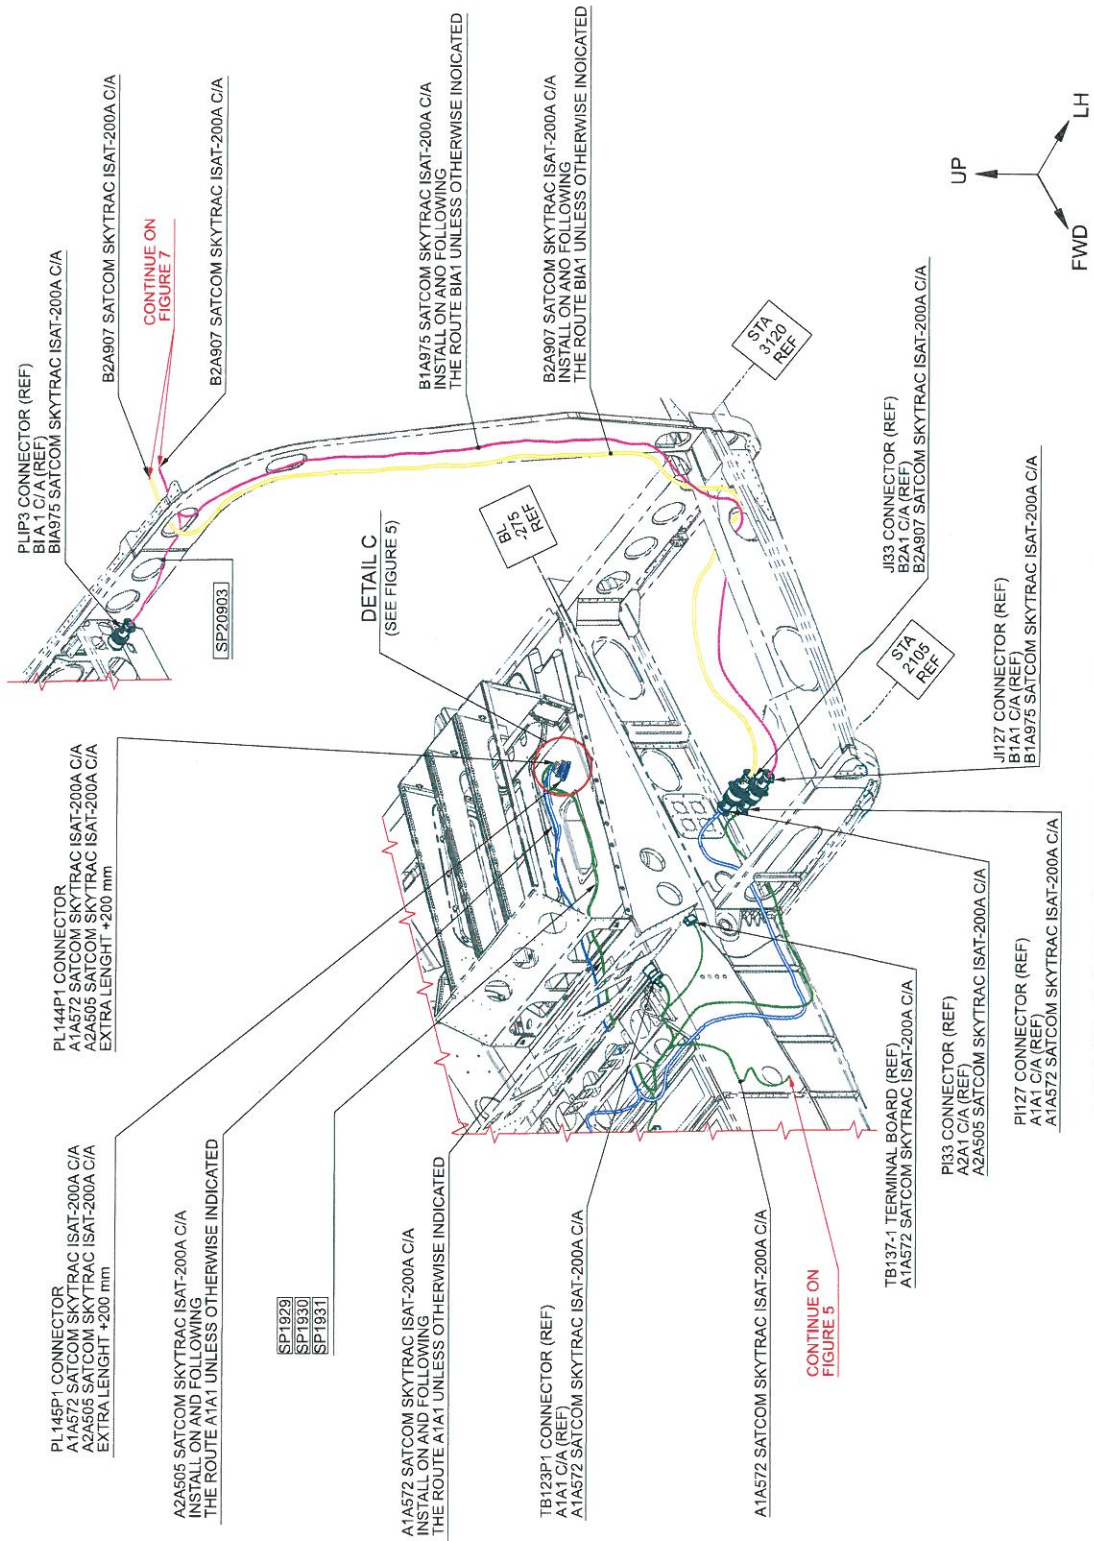 PL145P1 CONNECTOR
A1A572 SATCOM SKYTRAC ISAT-200A C/A
A2A505 SATCOM SKYTRAC ISAT-200A C/A
EXTRA LENGHT +200 mm
A2A505 SATCOM SKYTRAC ISAT-200A C/A
INSTALL ON AND FOLLOWING
THE ROUTE A1A1 UNLESS OTHERWISE INDICATED
SP1929
SP1930
SP1931
A1A572 SATCOM SKYTRAC ISAT-200A C/A
INSTALL ON AND FOLLOWING
THE ROUTE A1A1 UNLESS OTHERWISE INDICATED
TB123P1 CONNECTOR (REF)
A1A1 C/A (REF)
A1A572 SATCOM SKYTRAC ISAT-200A C/A
A1A572 SATCOM SKYTRAC ISAT-200A C/A
CONTINUE ON
FIGURE 5
PL144P1 CONNECTOR
A1A572 SATCOM SKYTRAC ISAT-200A C/A
A2A505 SATCOM SKYTRAC ISAT-200A C/A
EXTRA LENGHT +200 mm
TB137-1 TERMINAL BOARD (REF)
A1A572 SATCOM SKYTRAC ISAT-200A C/A
PI33 CONNECTOR (REF)
A2A1 C/A (REF)
A2A505 SATCOM SKYTRAC ISAT-200A C/A
PI127 CONNECTOR (REF)
A1A1 C/A (REF)
A1A572 SATCOM SKYTRAC ISAT-200A C/A
PLIP3 CONNECTOR (REF)
BIA 1 C/A (REF)
BIA975 SATCOM SKYTRAC ISAT-200A C/A
SP20903
DETAIL C
(SEE FIGURE 5)
BL
-275
REF
STA
3120
REF
STA
2105
REF
JI33 CONNECTOR (REF)
B2A1 C/A (REF)
B2A907 SATCOM SKYTRAC ISAT-200A C/A
JI127 CONNECTOR (REF)
B1A1 C/A (REF)
B1A975 SATCOM SKYTRAC ISAT-200A C/A
B2A907 SATCOM SKYTRAC ISAT-200A C/A
CONTINUE ON
FIGURE 7
B2A907 SATCOM SKYTRAC ISAT-200A C/A
B1A975 SATCOM SKYTRAC ISAT-200A C/A
INSTALL ON ANO FOLLOWING
THE ROUTE BIA1 UNLESS OTHERWISE INOICATED
B2A907 SATCOM SKYTRAC ISAT-200A C/A
INSTALL ON ANO FOLLOWING
THE ROUTE BIA1 UNLESS OTHERWISE INDICATED
UP
FWD
LH